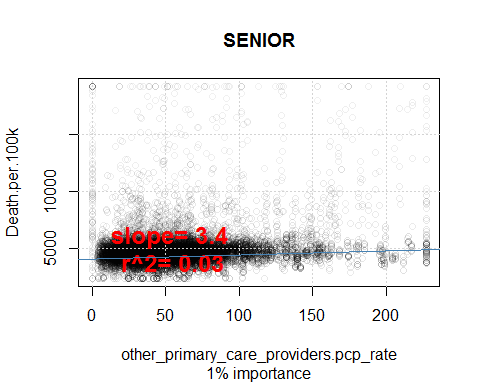 SENIOR
Death.per.100k
10000
5000
slope= 3.4
r^2= 0.03
0
50
100
150
200
other_primary_care_providers.pcp_rate
1% importance